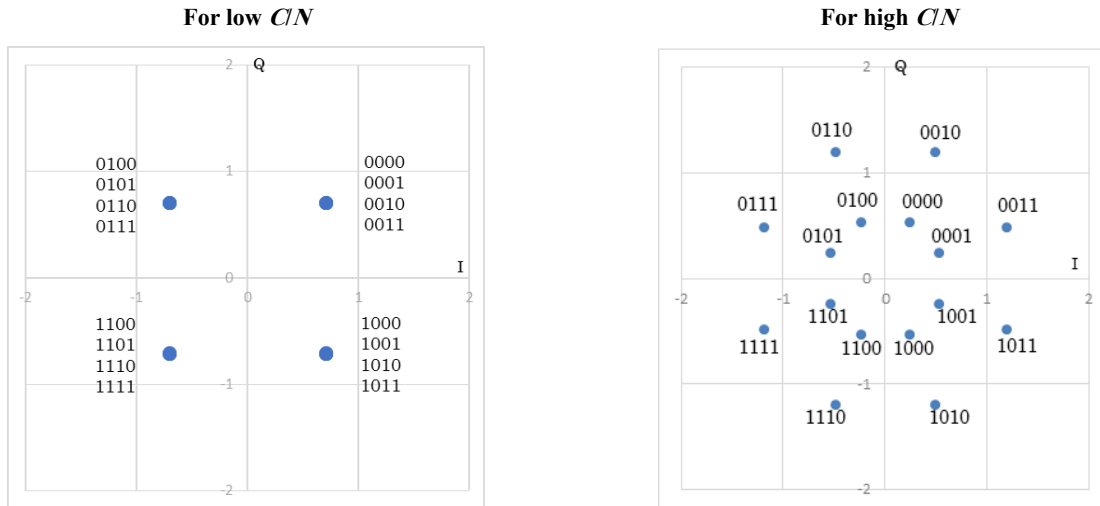 For low C/N
For high C/N
2 Q
0100 0000
0101 1 0001
0110 0010
0111 0011
0 I
-2 -1 0 1 2
1100 1000
1101 1001
1110 1010
1111 -1 1011
-2
2 Q
0110 0010
1
0111 0100 0000 0011
0101 0001
0 I
-2 -1 0 1 2
1101 1001
1111 1100 1000 1011
-1
1110 1010
-2